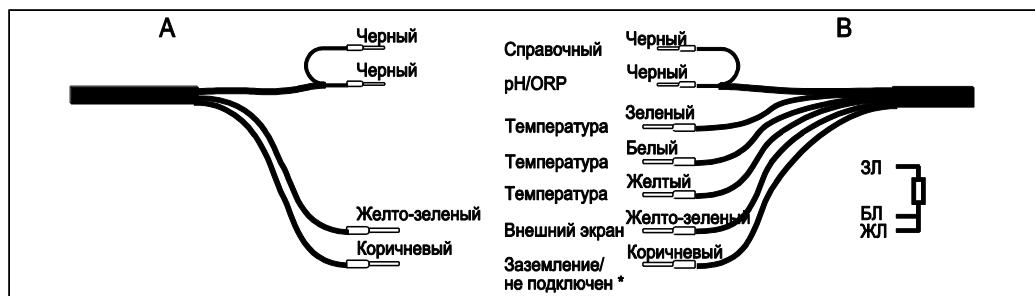 A
B
Черный
Справочный
Черный
Черный
pH/ORP
Черный
Температура
Зеленый
Температура
Белый
Температура
Желтый
ЗЛ
БЛ
ЖЛ
Желто-зеленый
Внешний экран
Желто-зеленый
Коричневый
Заземление/
не подключен *
Коричневый